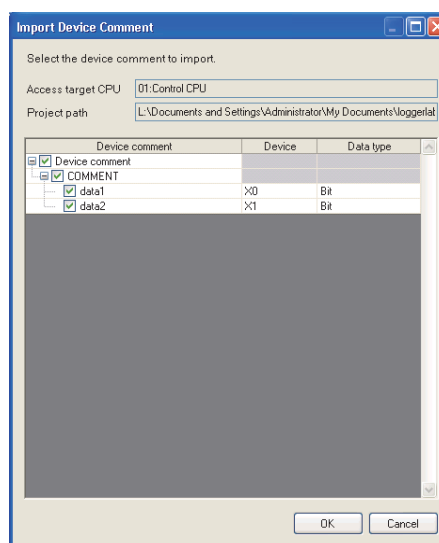 Import Device Comment
Select the device comment to import.
Access target CPU 01:Control CPU
Project path L:\Documents and Settings\Administrator\My Documents\loggerlab
Device comment Device Data type
Device comment
COMMENT
data1 X0 Bit
data2 X1 Bit
OK Cancel